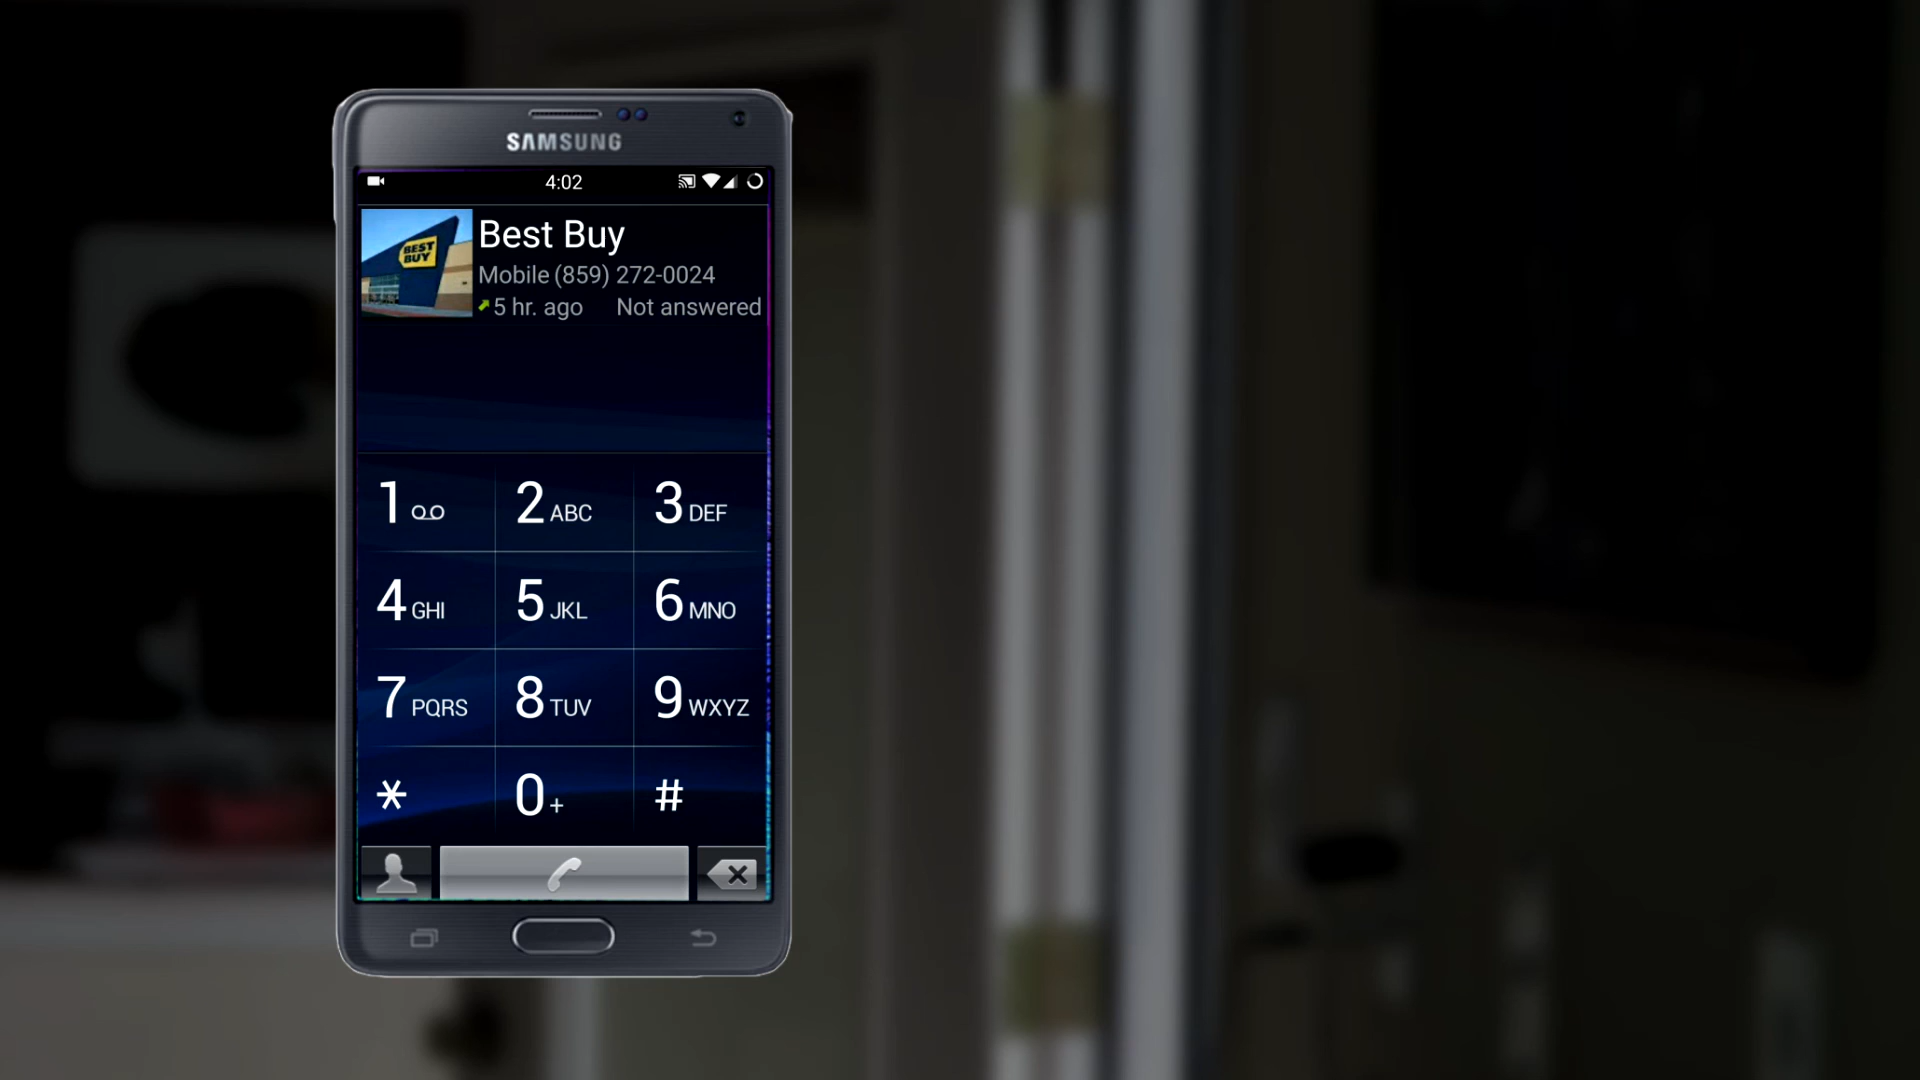 SAMSUNG
4:02
BEST
BUY
Best Buy
Mobile (859) 272-0024
5 hr. ago Not answered
1 2 ABC 3 DEF
4 GHI 5 JKL 6 MNO
7 PQRS 8 TUV 9 WXYZ
* 0 + #